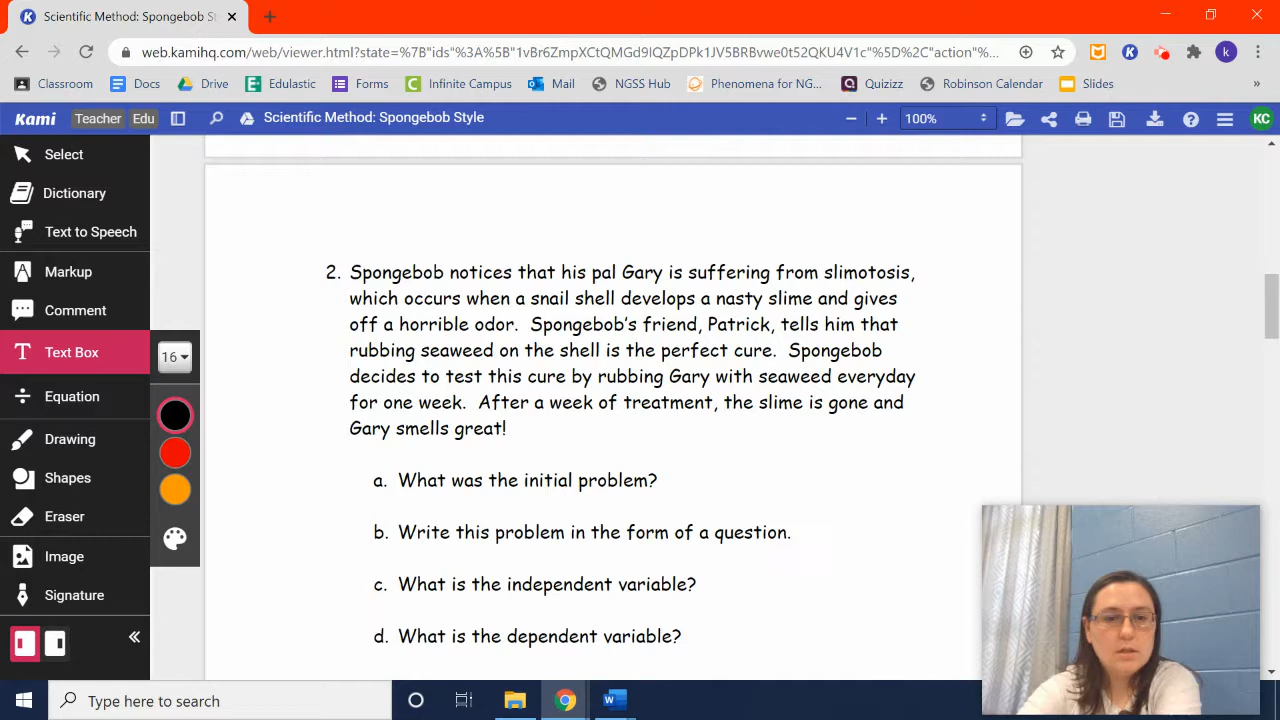 Scientific Method: Spongebob St
web.kamihq.com/web/viewer.html?state=%7B"ids"%3A%5B"1vBr6ZmpXCtQMGd9IQZpDPk1JV5BRBvwe0t52QKU4V1c"%5D%2C"action"%...
Classroom Docs Drive Edulastic Forms Infinite Campus Mail NGSS Hub Phenomena for NG... Quizizz Robinson Calendar Slides »
Kami Teacher Edu Scientific Method: Spongebob Style 100% KC
Select
Dictionary
Text to Speech
Markup
Comment
Text Box
16
Equation
Drawing
Shapes
Eraser
Image
Signature
2. Spongebob notices that his pal Gary is suffering from slimotosis,
which occurs when a snail shell develops a nasty slime and gives
off a horrible odor. Spongebob's friend, Patrick, tells him that
rubbing seaweed on the shell is the perfect cure. Spongebob
decides to test this cure by rubbing Gary with seaweed everyday
for one week. After a week of treatment, the slime is gone and
Gary smells great!
a. What was the initial problem?
b. Write this problem in the form of a question.
c. What is the independent variable?
d. What is the dependent variable?
Type here to search